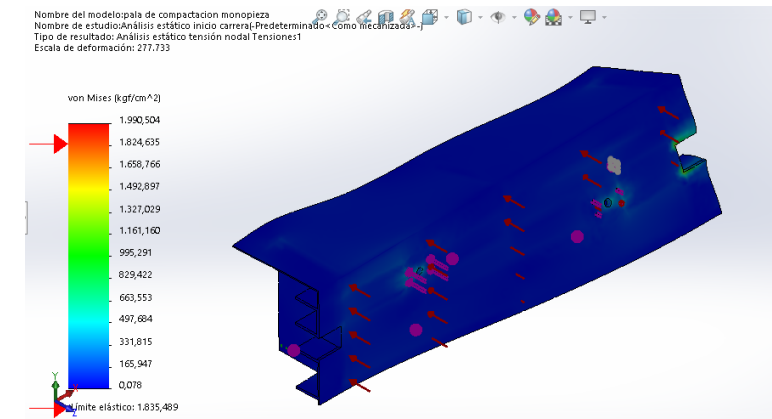 Nombre del modelo:pala de compactacion monopieza
Nombre de estudio:Análisis estático inicio carrera(-Predeterminado<Como mecanizada>-)
Tipo de resultado: Análisis estático tensión nodal Tensiones1
Escala de deformación: 277.733
von Mises (kgf/cm^2)
1.990,504
1.824,635
1.658,766
1.492,897
1.327,029
1.161,160
995,291
829,422
663,553
497,684
331,815
165,947
0,078
Límite elástico: 1.835,489
Y
X
Z